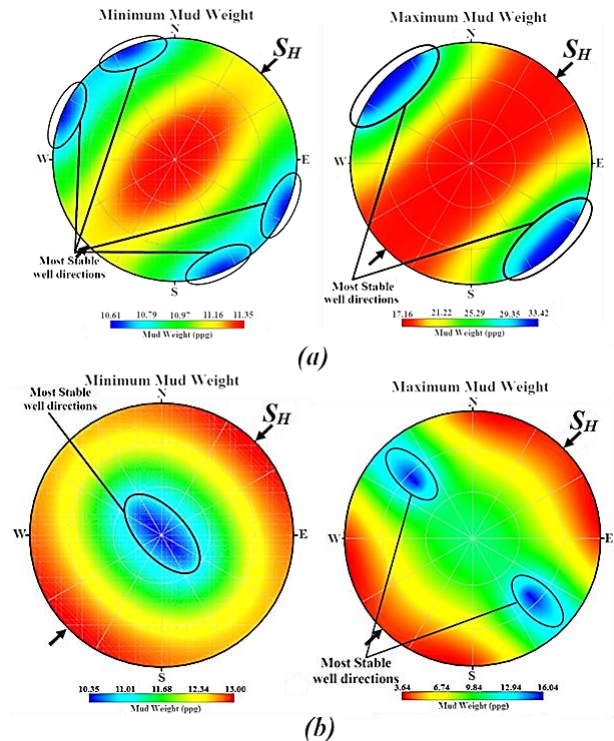 Minimum Mud Weight
N
S_H
W
E
S
Most Stable
well directions
10.61 10.79 10.97 11.16 11.35
Mud Weight (ppg)
Maximum Mud Weight
N
S_H
W
E
S
Most Stable
well directions
17.16 21.22 25.29 29.35 33.42
Mud Weight (ppg)
(a)
Minimum Mud Weight
Most Stable
well directions
N
S_H
W
E
S
10.35 11.01 11.68 12.34 13.00
Mud Weight (ppg)
Maximum Mud Weight
N
S_H
W
E
S
Most Stable
well directions
3.64 6.74 9.84 12.94 16.04
Mud Weight (ppg)
(b)